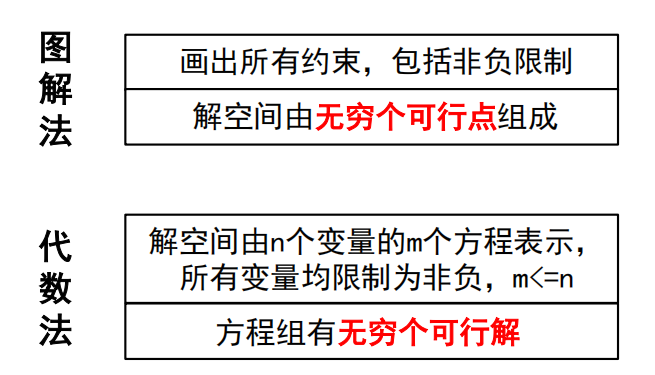 图解法
画出所有约束，包括非负限制
解空间由无穷个可行点组成
代数法
解空间由n个变量的m个方程表示，
所有变量均限制为非负，m<=n
方程组有无穷个可行解